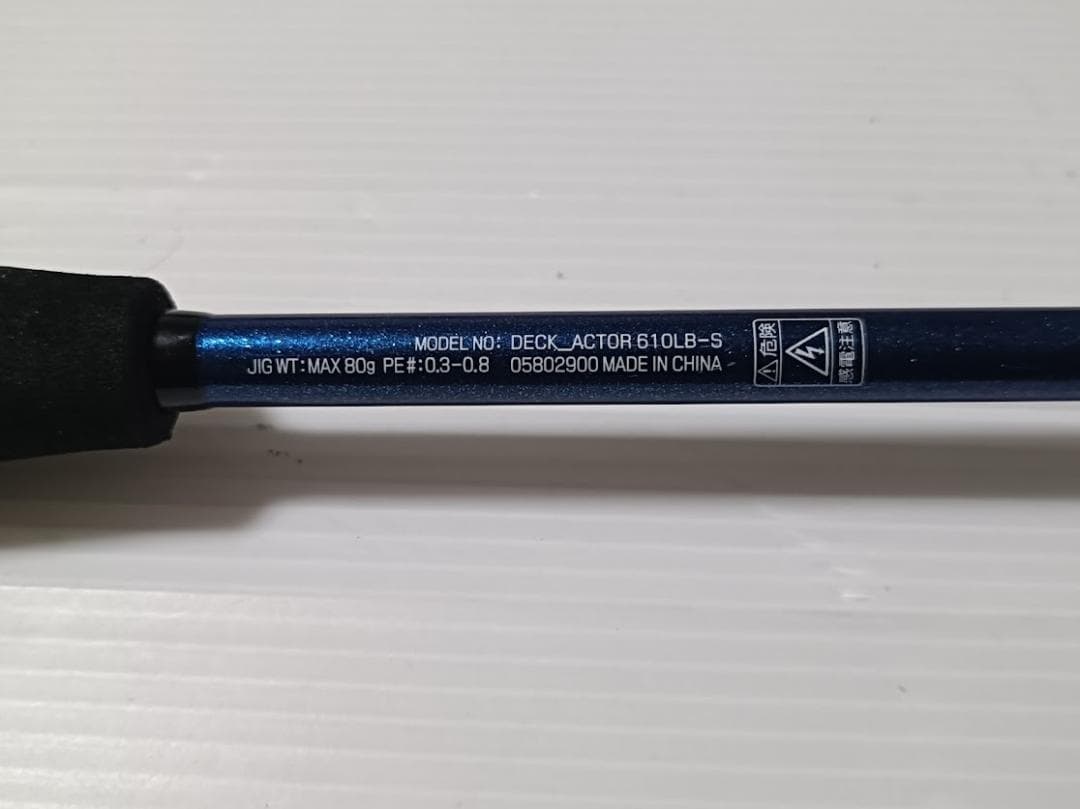 MODEL NO: DECK_ACTOR 610LB-S
JIG WT:MAX 80g PE#:0.3-0.8 05802900 MADE IN CHINA
危険
感電注意